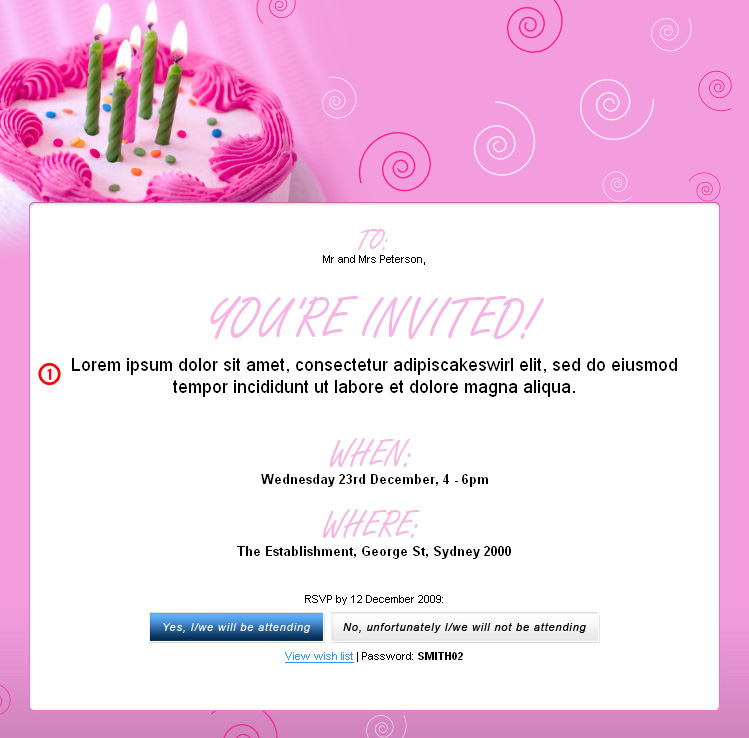 TO:
Mr and Mrs Peterson,
YOU'RE INVITED!
1
Lorem ipsum dolor sit amet, consectetur adipiscakeswirl elit, sed do eiusmod
tempor incididunt ut labore et dolore magna aliqua.
WHEN:
Wednesday 23rd December, 4 - 6pm
WHERE:
The Establishment, George St, Sydney 2000
RSVP by 12 December 2009:
Yes, I/we will be attending No, unfortunately I/we will not be attending
View wish list | Password: SMITH02